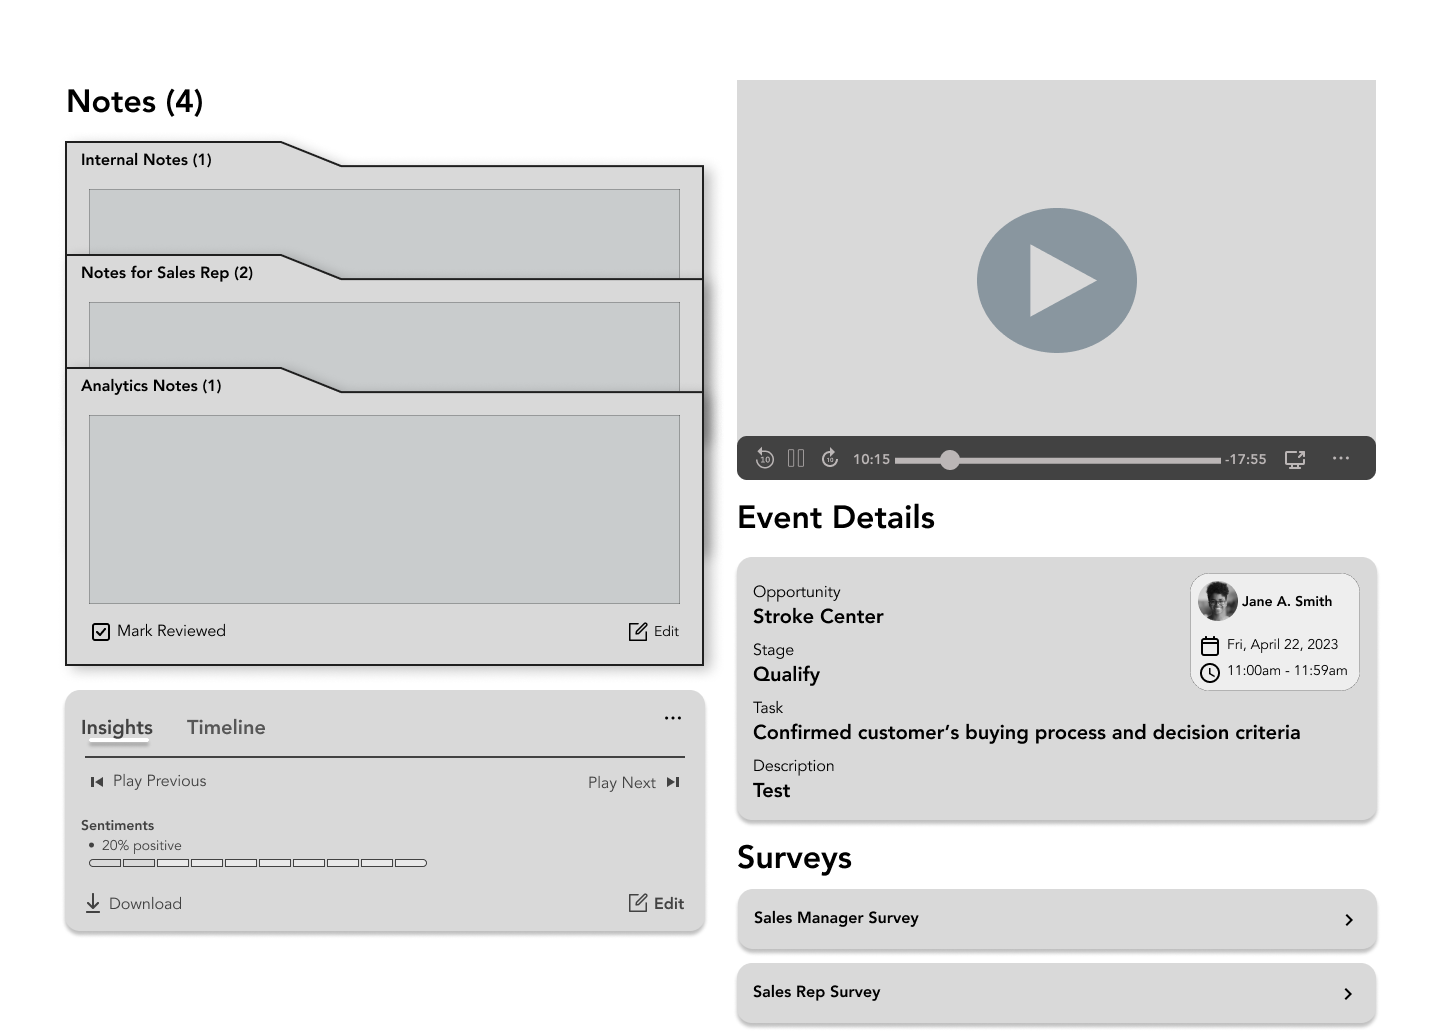 Notes (4)
Internal Notes (1)
Notes for Sales Rep (2)
Analytics Notes (1)
Mark Reviewed
Edit
Insights
Timeline
Play Previous
Play Next
Sentiments
• 20% positive
Download
Edit
10
10
10:15
-17:55
Event Details
Opportunity
Stroke Center
Jane A. Smith
Fri, April 22, 2023
11:00am - 11:59am
Stage
Qualify
Task
Confirmed customer’s buying process and decision criteria
Description
Test
Surveys
Sales Manager Survey
Sales Rep Survey